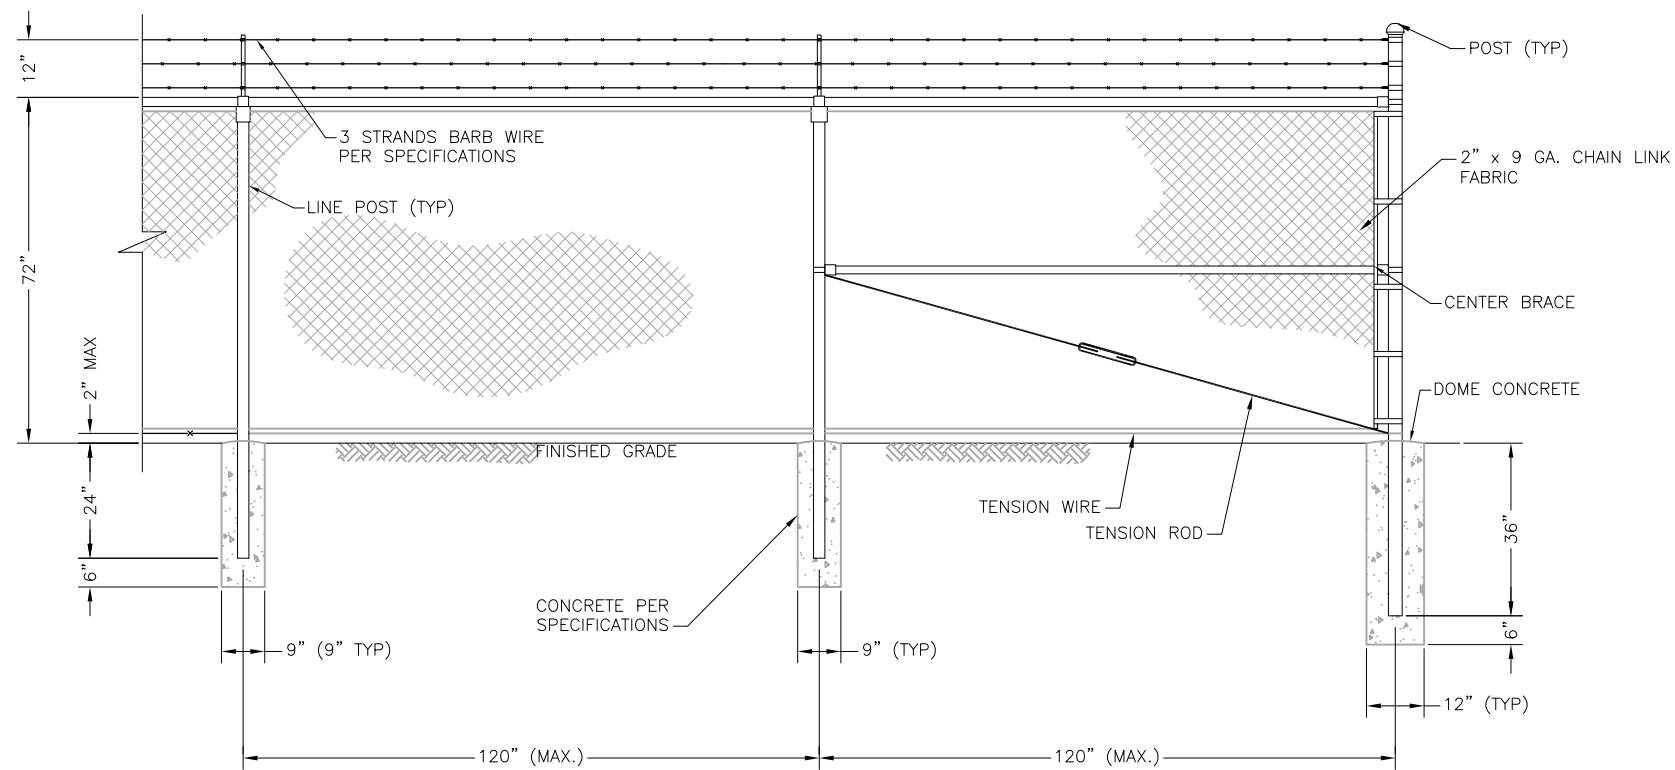 POST (TYP)
12”
3 STRANDS BARB WIRE
PER SPECIFICATIONS
2” x 9 GA. CHAIN LINK
FABRIC
LINE POST (TYP)
72”
CENTER BRACE
2” MAX
DOME CONCRETE
FINISHED GRADE
24”
TENSION WIRE
TENSION ROD
36”
6”
CONCRETE PER
SPECIFICATIONS
6”
9” (9” TYP)
9” (TYP)
12” (TYP)
120” (MAX.)
120” (MAX.)